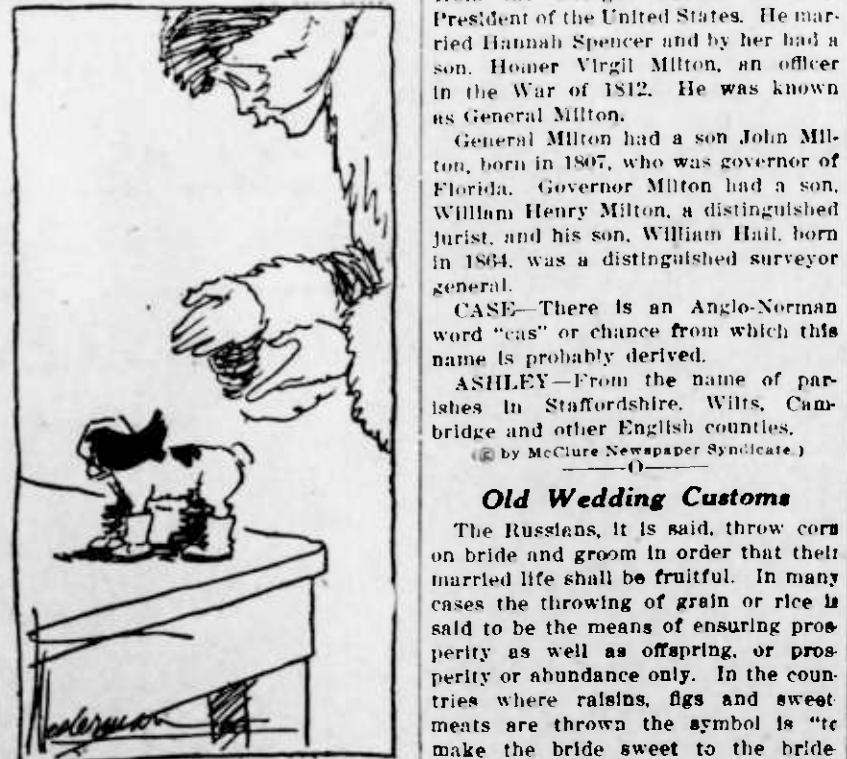 President of the United States. He mar-
ried Hannah Spencer and by her had a
son, Homer Virgil Milton, an officer
in the War of 1812. He was known
as General Milton.
General Milton had a son John Mil-
ton, born in 1807, who was governor of
Florida. Governor Milton had a son,
William Henry Milton, a distinguished
jurist, and his son, William Hall, born
in 1864, was a distinguished surveyor
general.
CASE—There is an Anglo-Norman
word "cas" or chance from which this
name is probably derived.
ASHLEY—From the name of par-
ishes in Staffordshire, Wilts, Cam-
bridge and other English counties.
(© by McClure Newspaper Syndicate.)
O
Old Wedding Customs
The Russians, it is said, throw corn
on bride and groom in order that their
married life shall be fruitful. In many
cases the throwing of grain or rice is
said to be the means of ensuring pros-
perity as well as offspring, or pros-
perity or abundance only. In the coun-
tries where raisins, figs and sweet-
meats are thrown the symbol is "to
make the bride sweet to the bride-